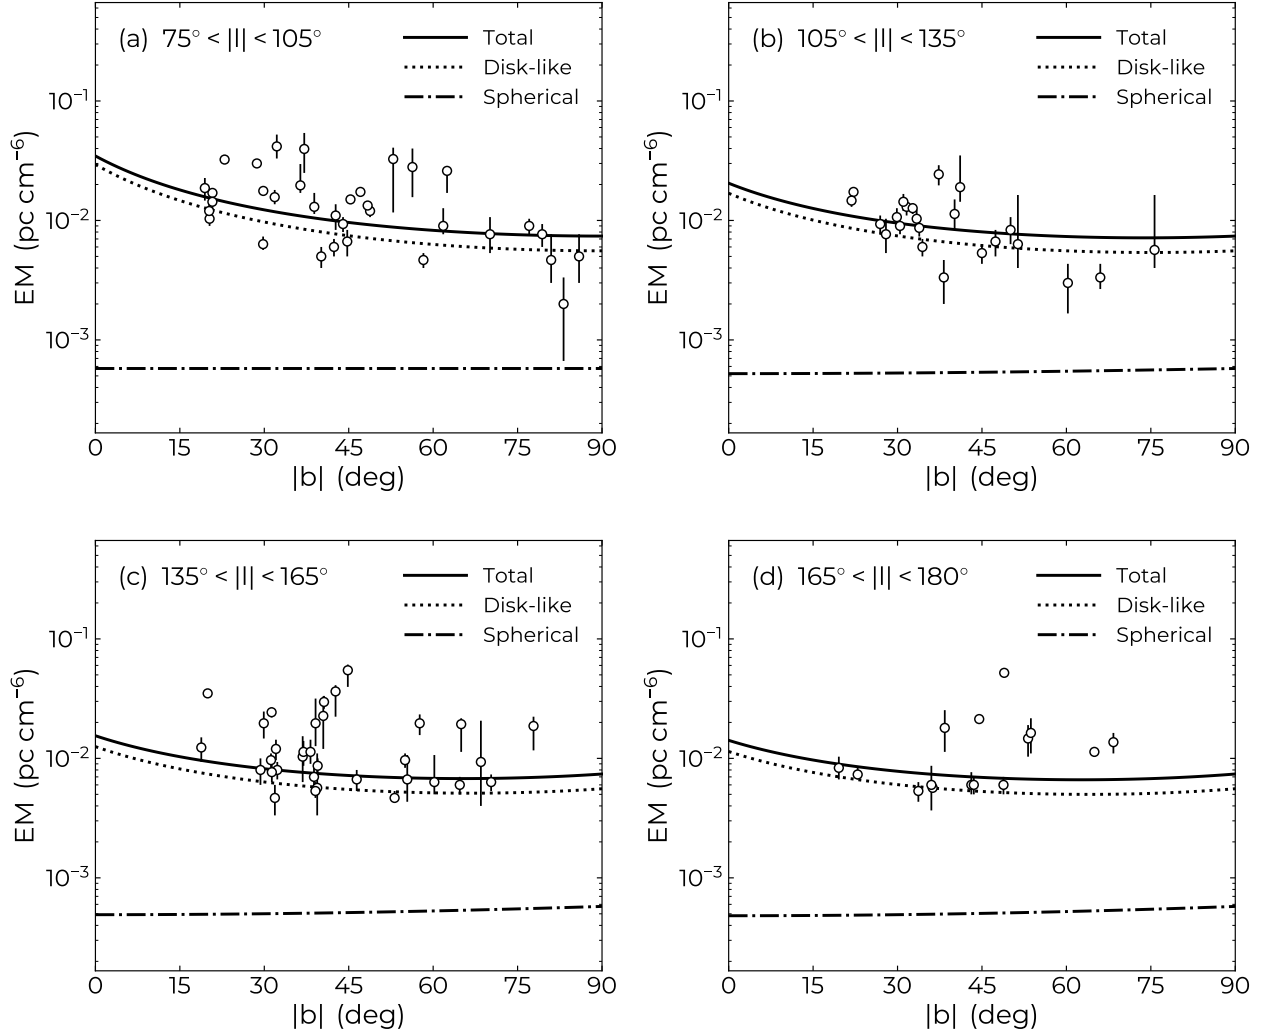 (a) 75° < |l| < 105°
Total
Disk-like
Spherical
10⁻¹
10⁻²
10⁻³
EM (pc cm⁻⁶)
0 15 30 45 60 75 90
|b| (deg)
(b) 105° < |l| < 135°
Total
Disk-like
Spherical
10⁻¹
10⁻²
10⁻³
EM (pc cm⁻⁶)
0 15 30 45 60 75 90
|b| (deg)
(c) 135° < |l| < 165°
Total
Disk-like
Spherical
10⁻¹
10⁻²
10⁻³
EM (pc cm⁻⁶)
0 15 30 45 60 75 90
|b| (deg)
(d) 165° < |l| < 180°
Total
Disk-like
Spherical
10⁻¹
10⁻²
10⁻³
EM (pc cm⁻⁶)
0 15 30 45 60 75 90
|b| (deg)